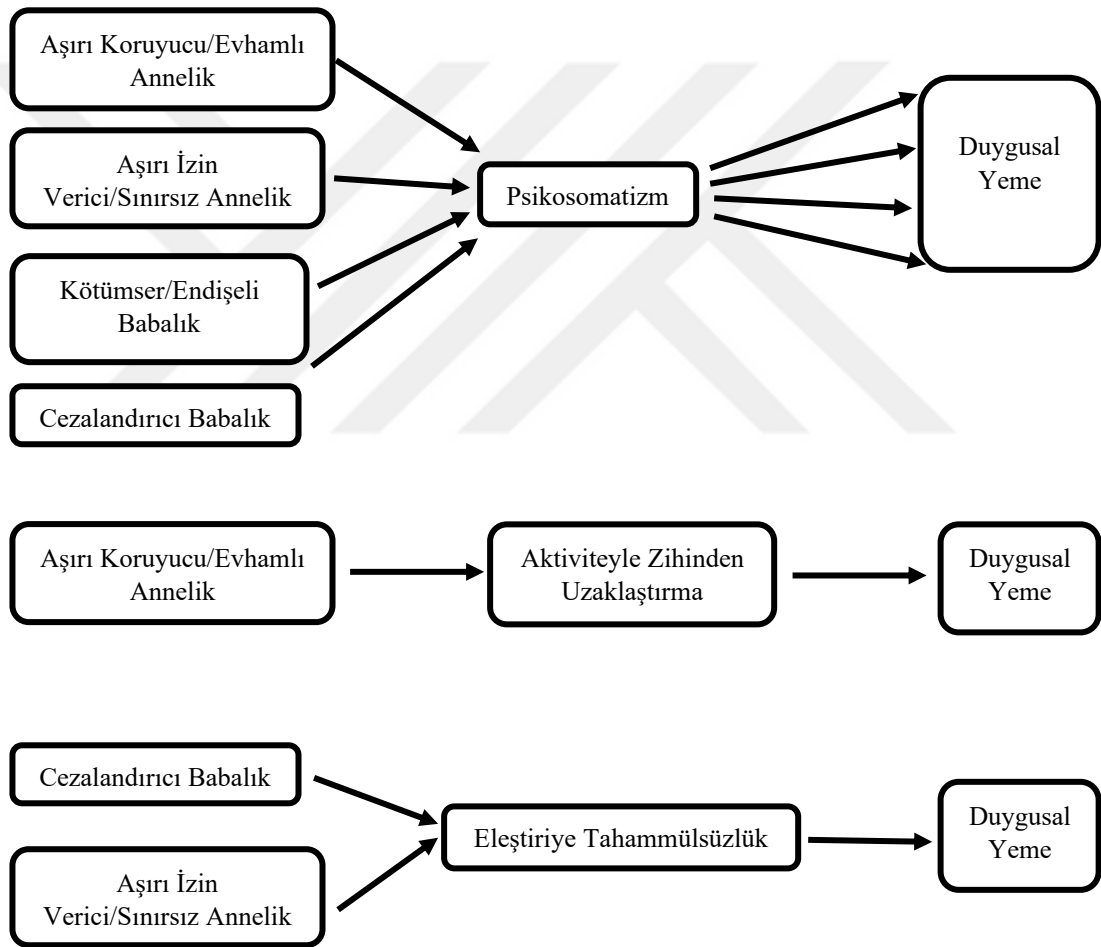 Aşırı Koruyucu/Evhamlı
Annelik
Aşırı İzin
Verici/Sınırsız Annelik
Kötümser/Endişeli
Babalık
Cezalandırıcı Babalık
Psikosomatizm
Duygusal
Yeme
Aşırı Koruyucu/Evhamlı
Annelik
Aktiviteyle Zihinden
Uzaklaştırma
Duygusal
Yeme
Cezalandırıcı Babalık
Aşırı İzin
Verici/Sınırsız Annelik
Eleştiriye Tahammülsüzlük
Duygusal
Yeme